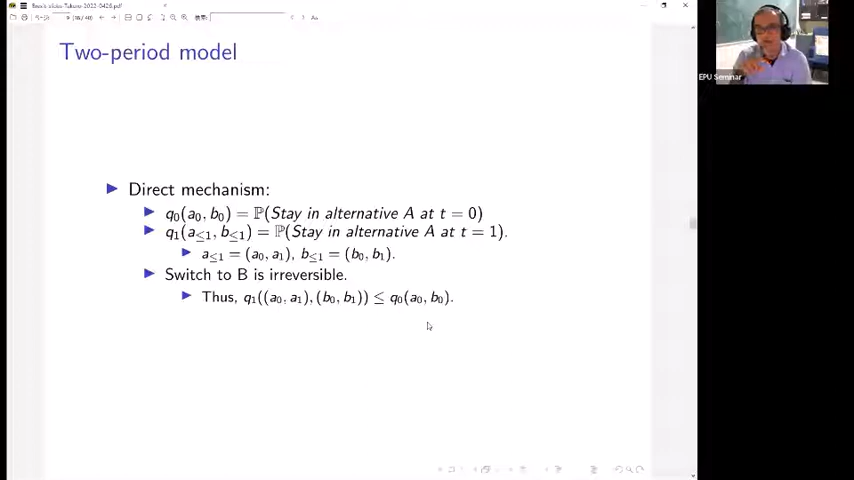 Two-period model
▶ Direct mechanism:
▶ q₀(a₀, b₀) = ℙ(Stay in alternative A at t = 0)
▶ q₁(a≤₁, b≤₁) = ℙ(Stay in alternative A at t = 1).
▶ a≤₁ = (a₀, a₁), b≤₁ = (b₀, b₁).
▶ Switch to B is irreversible.
▶ Thus, q₁((a₀, a₁), (b₀, b₁)) ≤ q₀(a₀, b₀).
EPU Seminar